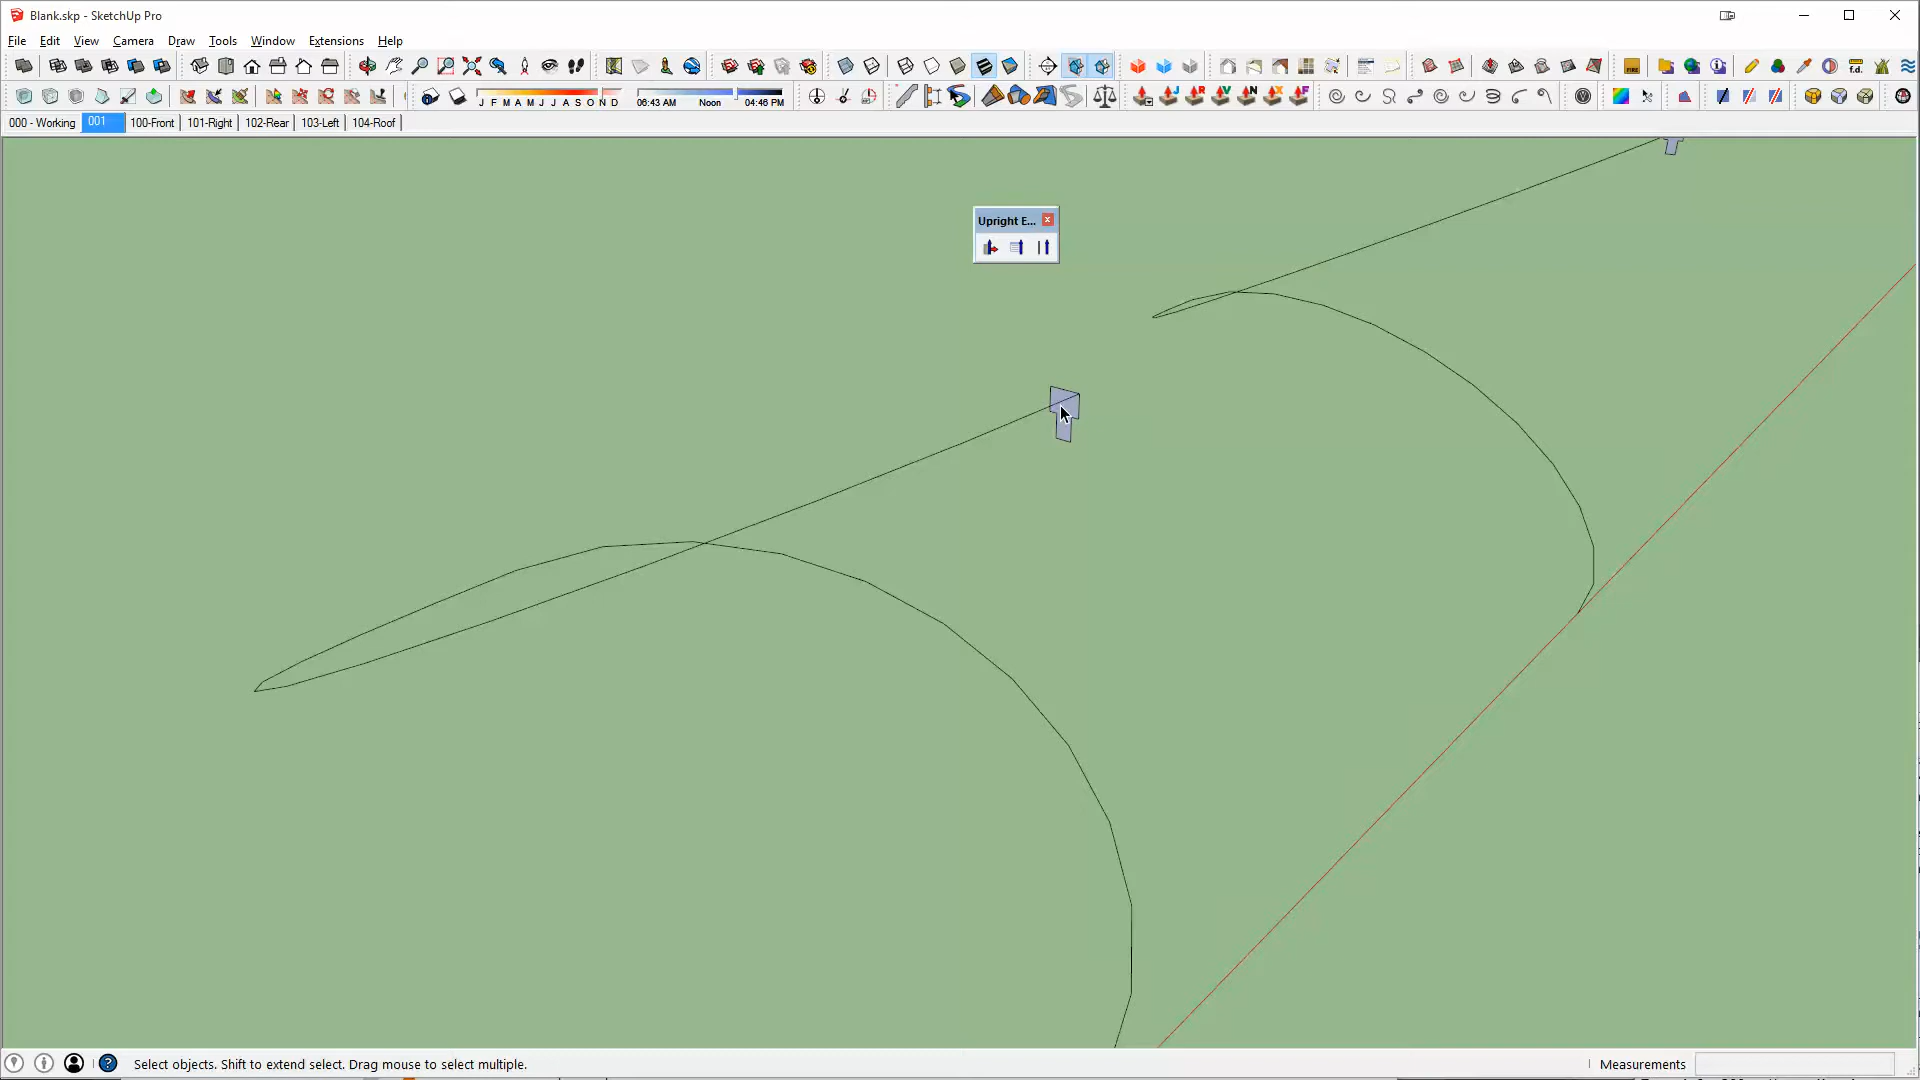 Blank.skp - SketchUp Pro
File Edit View Camera Draw Tools Window Extensions Help
J F M A M J J A S O N D 06:43 AM Noon 04:46 PM
000 - Working 001 100-Front 101-Right 102-Rear 103-Left 104-Roof
Upright E...
Select objects. Shift to extend select. Drag mouse to select multiple.
Measurements